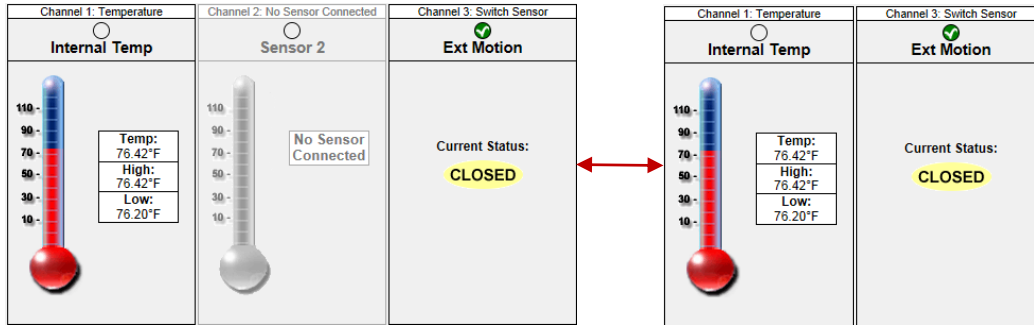 Channel 1: Temperature
Internal Temp
110 -
90 -
70 -
50 -
30 -
10 -
Temp:
76.42°F
High:
76.42°F
Low:
76.20°F
Channel 2: No Sensor Connected
Sensor 2
110 -
90 -
70 -
50 -
30 -
10 -
No Sensor
Connected
Channel 3: Switch Sensor
Ext Motion
Current Status:
CLOSED
Channel 1: Temperature
Internal Temp
110 -
90 -
70 -
50 -
30 -
10 -
Temp:
76.42°F
High:
76.42°F
Low:
76.20°F
Channel 3: Switch Sensor
Ext Motion
Current Status:
CLOSED